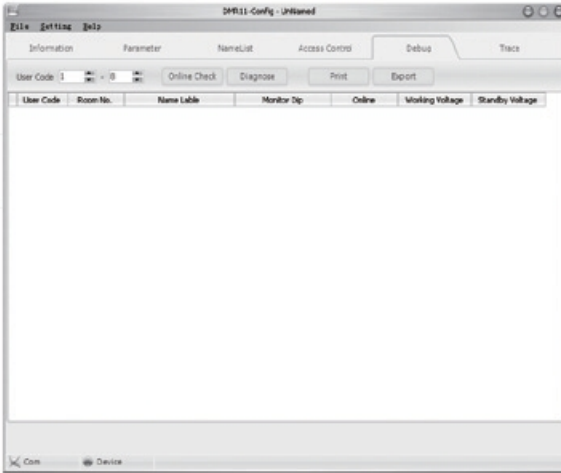 DMR11-Config - UnNamed
File Setting Help
Information Parameter NameList Access Control Debug Trace
User Code 1 - 8 Online Check Diagnose Print Export
User Code Room No. Name Lable Monitor Dip Online Working Voltage Standby Voltage
Com Device